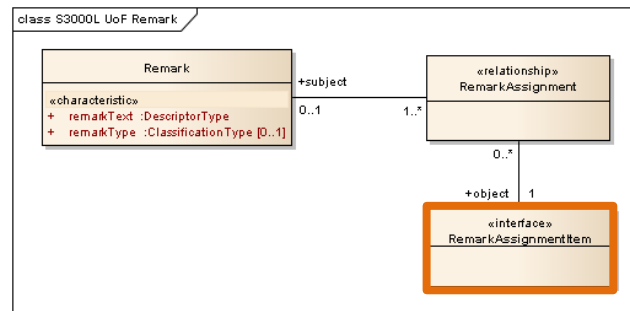 class S3000L UoF Remark
Remark
«characteristic»
+ remarkText :DescriptorType
+ remarkType :ClassificationType [0..1]
+subject
0..1
1..*
«relationship»
RemarkAssignment
0..*
+object 1
«interface»
RemarkAssignmentItem